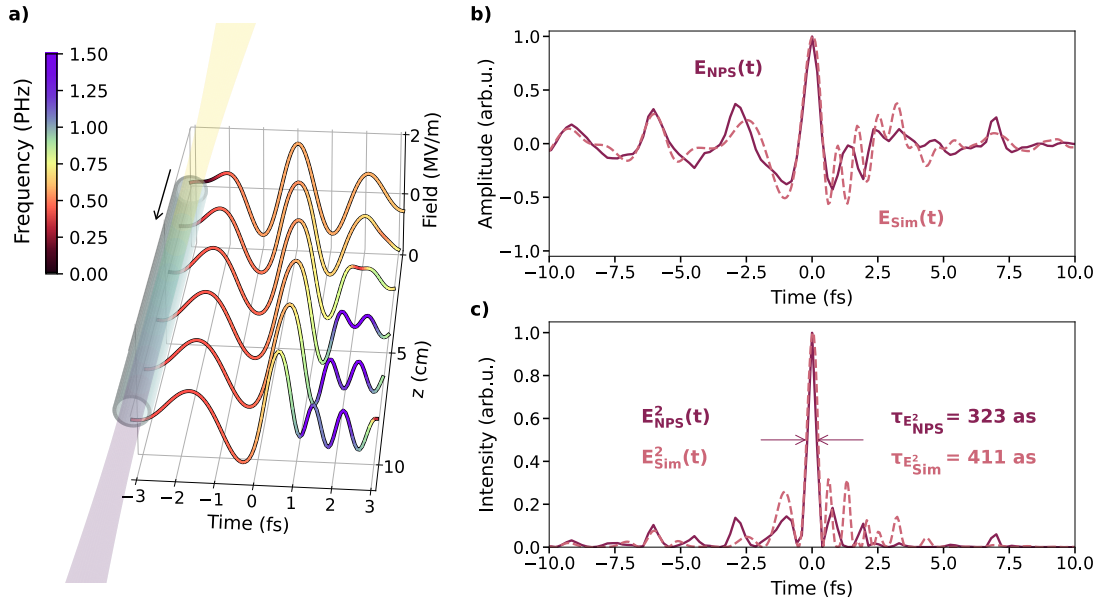 a)
Frequency (PHz)
1.50
1.25
1.00
0.75
0.50
0.25
0.00
2
0
0
Field (MV/m)
5
10
z (cm)
−3 −2 −1 0 1 2 3
Time (fs)
b)
E_NPS(t)
E_Sim(t)
Amplitude (arb.u.)
1.0
0.5
0.0
−0.5
−1.0
−10.0 −7.5 −5.0 −2.5 0.0 2.5 5.0 7.5 10.0
Time (fs)
c)
E²_NPS(t)
E²_Sim(t)
τ_E²_NPS = 323 as
τ_E²_Sim = 411 as
Intensity (arb.u.)
1.0
0.8
0.6
0.4
0.2
0.0
−10.0 −7.5 −5.0 −2.5 0.0 2.5 5.0 7.5 10.0
Time (fs)